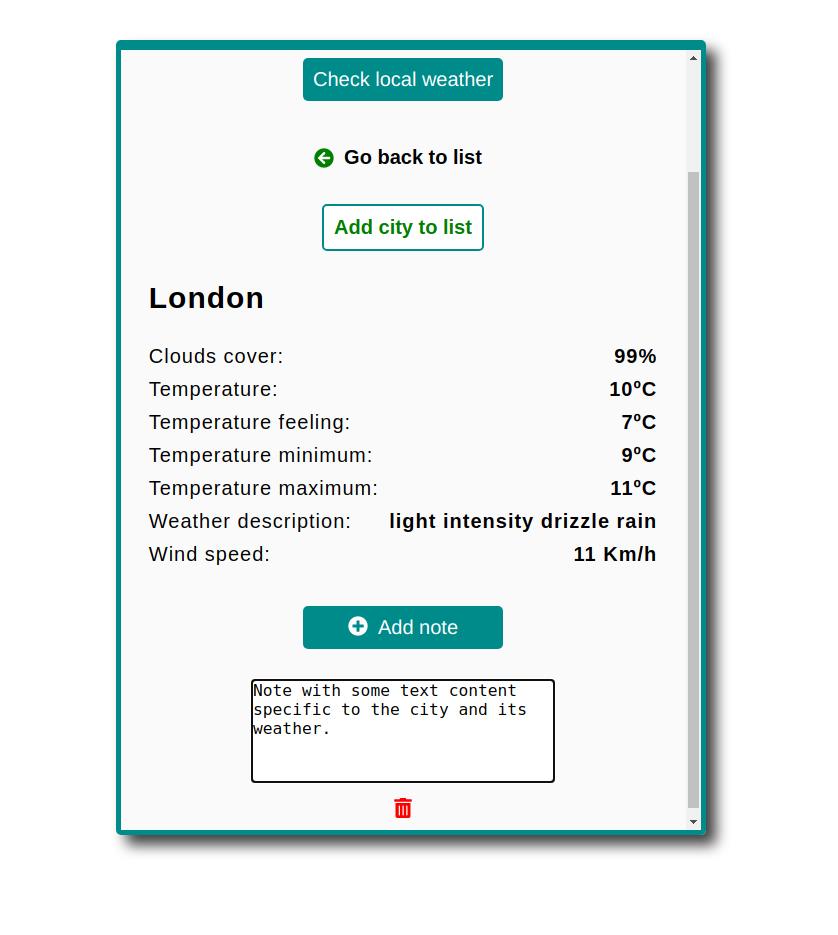 Check local weather
Go back to list
Add city to list
London
Clouds cover: 99%
Temperature: 10ºC
Temperature feeling: 7ºC
Temperature minimum: 9ºC
Temperature maximum: 11ºC
Weather description: light intensity drizzle rain
Wind speed: 11 Km/h
Add note
Note with some text content
specific to the city and its
weather.